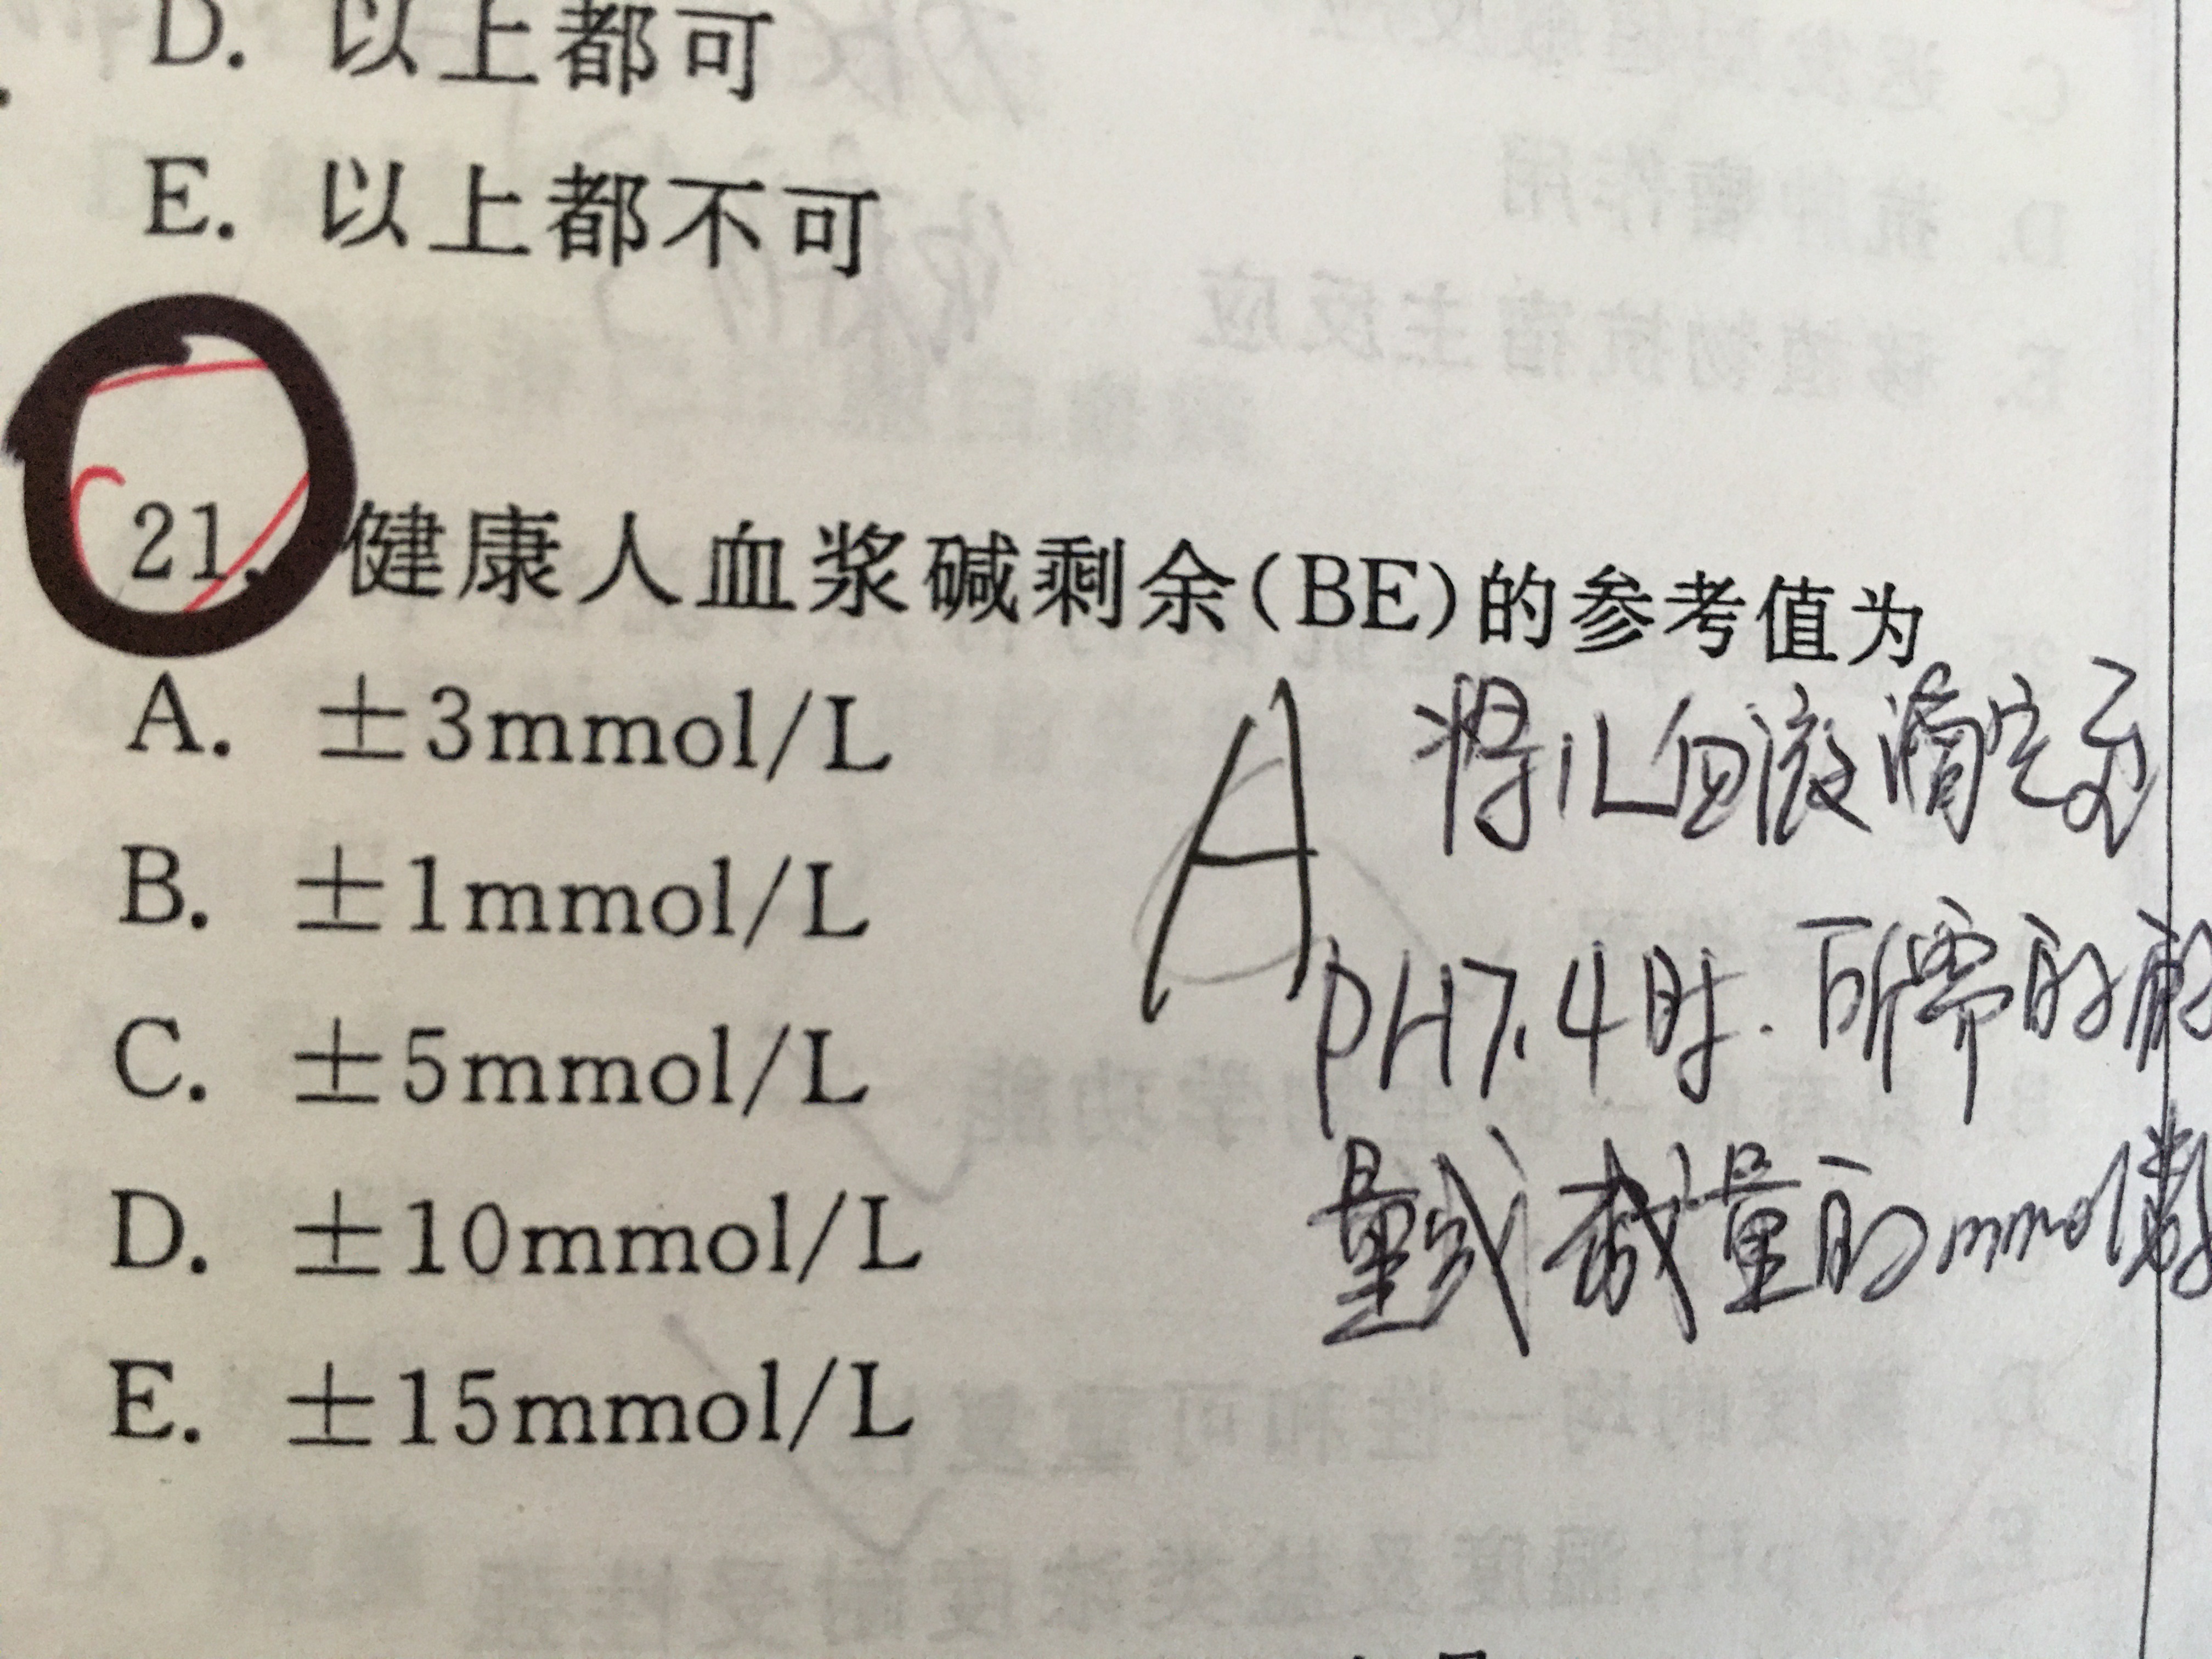 D. 以上都可
E. 以上都不可
21. 健康人血浆碱剩余(BE)的参考值为
A. ±3mmol/L
B. ±1mmol/L
C. ±5mmol/L
D. ±10mmol/L
E. ±15mmol/L
A
将1L血液滴定至
pH7.4时.所需的酸
量或碱量的mmol数